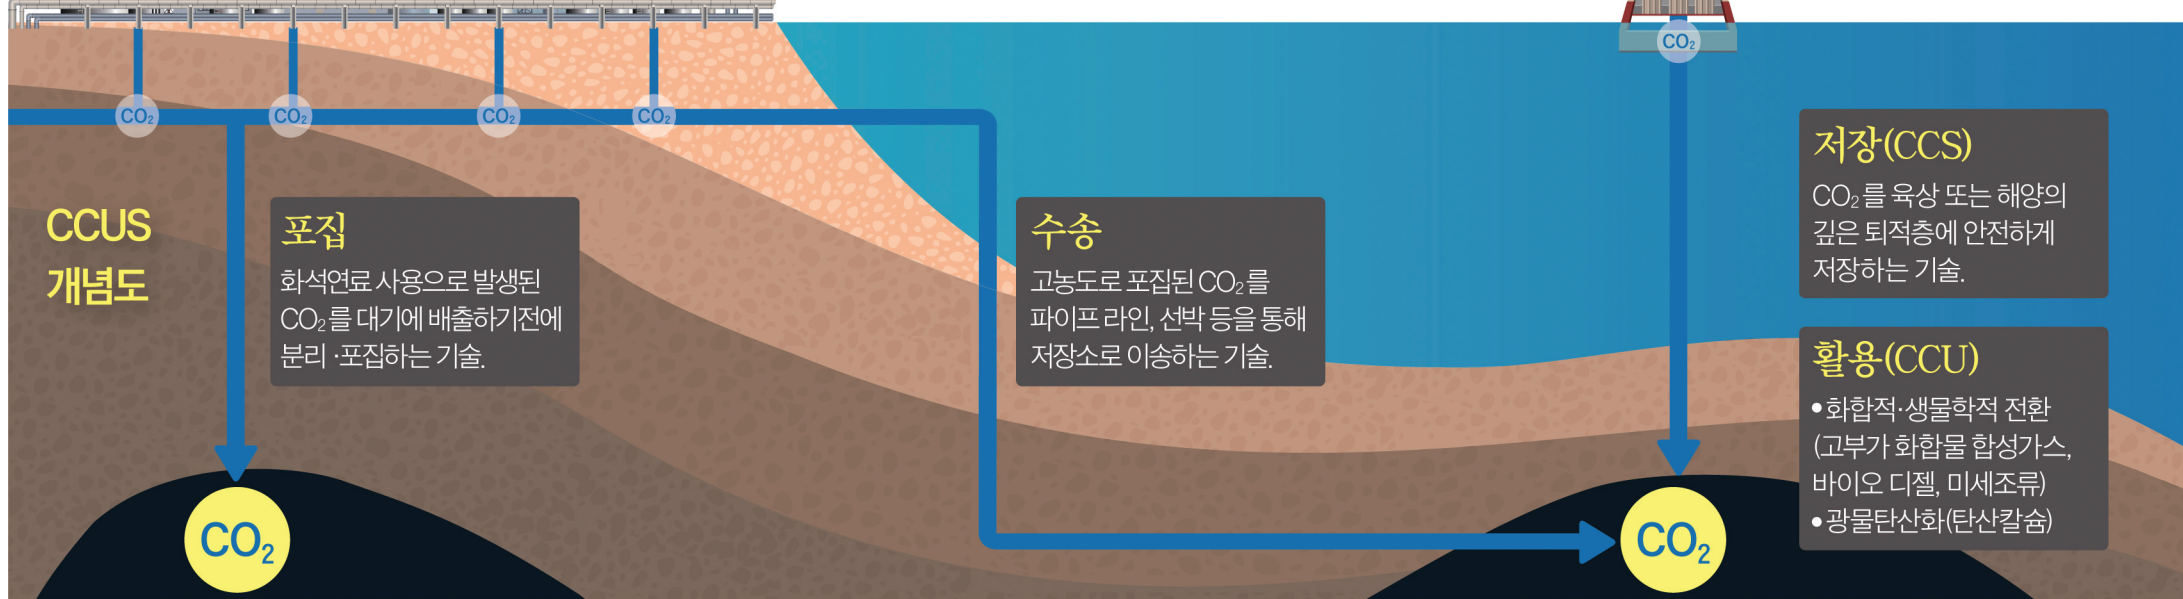 CO₂
CO₂
CO₂
CO₂
CO₂
CCUS
개념도
포집
화석연료 사용으로 발생된
CO₂를 대기에 배출하기전에
분리·포집하는 기술.
수송
고농도로 포집된 CO₂를
파이프 라인, 선박 등을 통해
저장소로 이송하는 기술.
저장(CCS)
CO₂를 육상 또는 해양의
깊은 퇴적층에 안전하게
저장하는 기술.
활용(CCU)
•화합적·생물학적 전환
(고부가 화합물 합성가스,
바이오 디젤, 미세조류)
•광물탄산화(탄산칼슘)
CO₂
CO₂